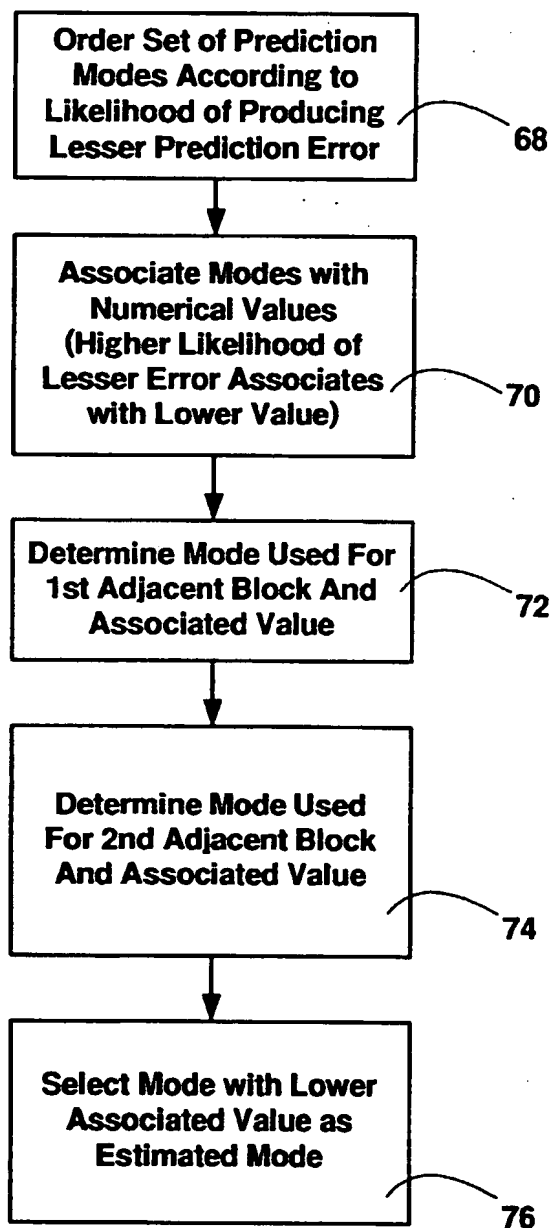 Order Set of Prediction
Modes According to
Likelihood of Producing
Lesser Prediction Error
68
Associate Modes with
Numerical Values
(Higher Likelihood of
Lesser Error Associates
with Lower Value)
70
Determine Mode Used For
1st Adjacent Block And
Associated Value
72
Determine Mode Used
For 2nd Adjacent Block
And Associated Value
74
Select Mode with Lower
Associated Value as
Estimated Mode
76